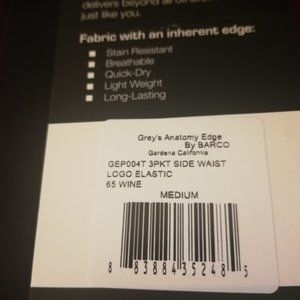 delivers beyond all
just like you.
Fabric with an inherent edge:
Stain Resistant
Breathable
Quick-Dry
Light Weight
Long-Lasting
Grey's Anatomy Edge
By BARCO
Gardena California
GEP004T 3PKT SIDE WAIST
LOGO ELASTIC
65 WINE
MEDIUM
8 83884 35248 5